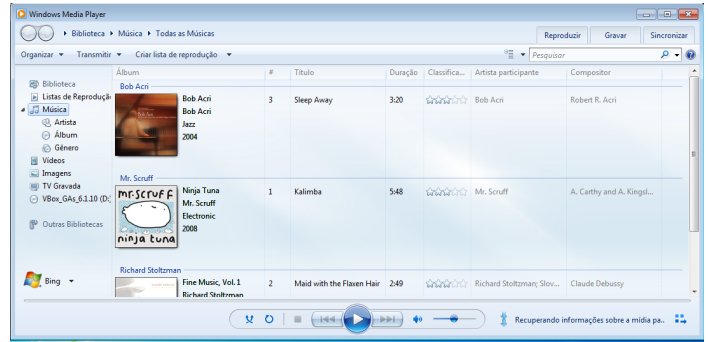 Windows Media Player
Biblioteca Música Todas as Músicas
Reproduzir Gravar Sincronizar
Organizar Transmitir Criar lista de reprodução
Pesquisar
Álbum # Título Duração Classifica... Artista participante Compositor
Biblioteca
Listas de Reproduçã
Música
Artista
Álbum
Gênero
Vídeos
Imagens
TV Gravada
VBox_GAs_6.1.10 (D:)
Outras Bibliotecas
Bing
Bob Acri
Bob Acri 3 Sleep Away 3:20 Bob Acri Robert R. Acri
Bob Acri
Jazz
2004
Mr. Scruff
mr.scruff
ninja tuna
Ninja Tuna 1 Kalimba 5:48 Mr. Scruff A. Carthy and A. Kingsl...
Mr. Scruff
Electronic
2008
Richard Stoltzman
Fine Music, Vol. 1 2 Maid with the Flaxen Hair 2:49 Richard Stoltzman; Slov... Claude Debussy
Richard Stoltzman
Recuperando informações sobre a mídia pa..